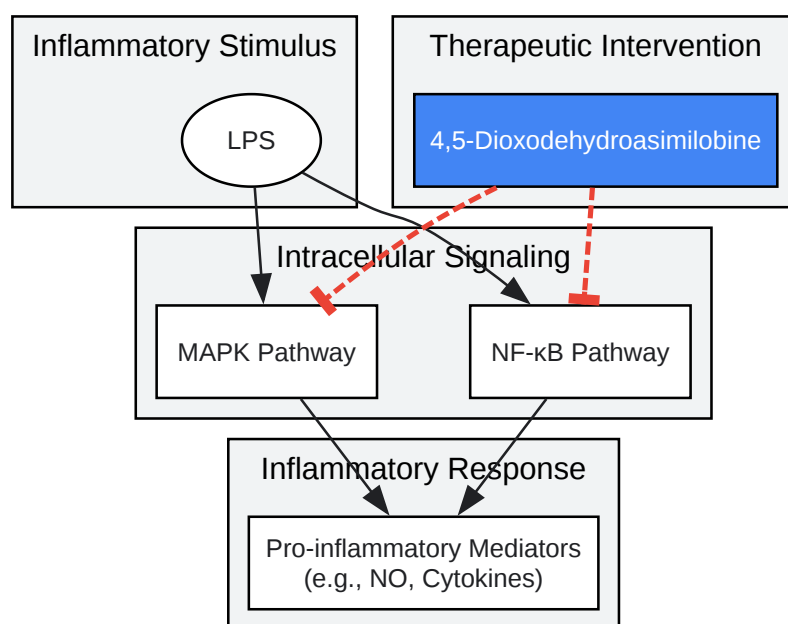 Inflammatory Stimulus
Therapeutic Intervention
LPS
4,5-Dioxodehydroasimilobine
Intracellular Signaling
MAPK Pathway
NF-κB Pathway
Inflammatory Response
Pro-inflammatory Mediators
(e.g., NO, Cytokines)